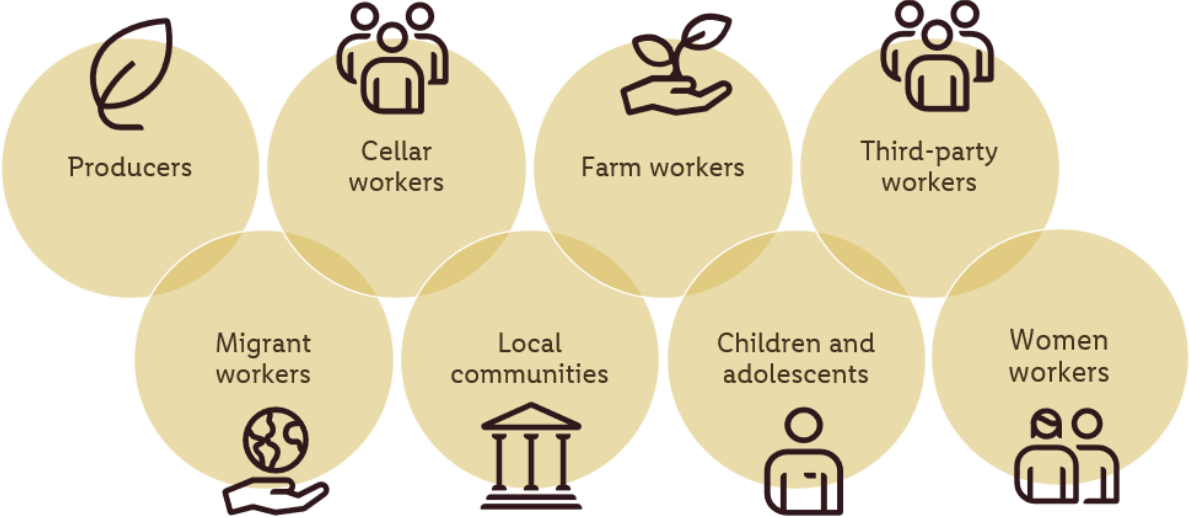 Producers
Cellar
workers
Farm workers
Third-party
workers
Migrant
workers
Local
communities
Children and
adolescents
Women
workers